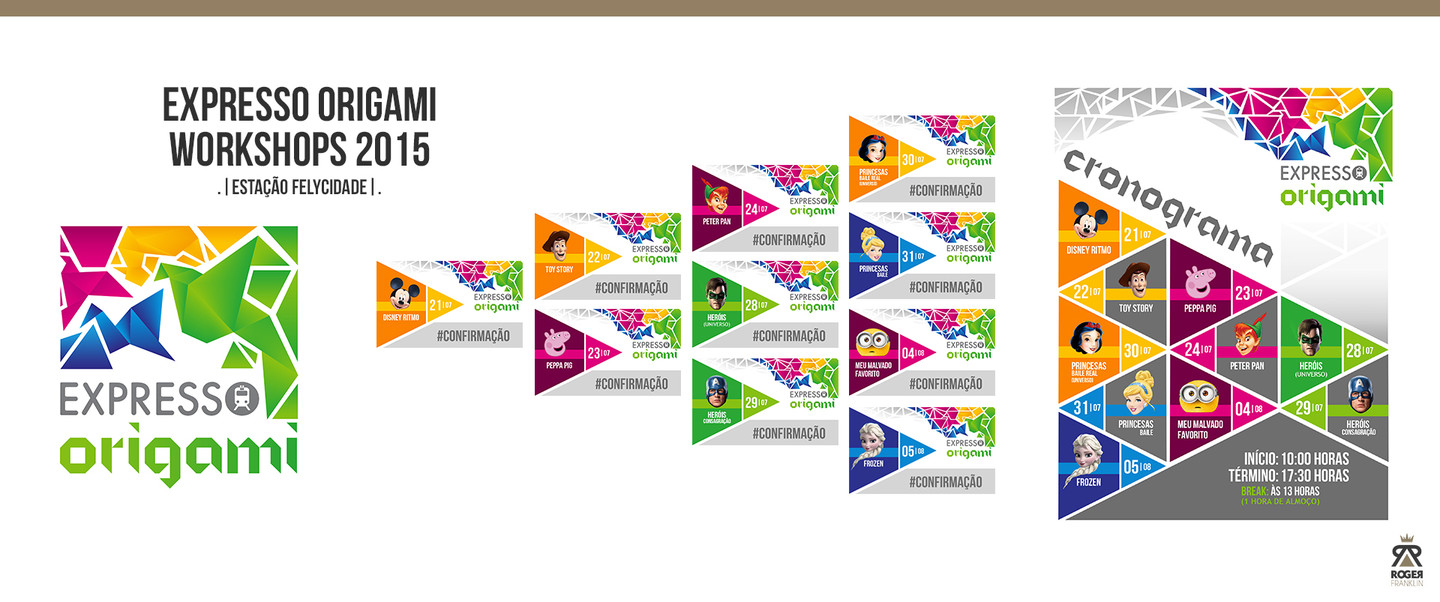 EXPRESSO ORIGAMI
WORKSHOPS 2015
. | ESTAÇÃO FELYCIDADE | .
EXPRESSO
origami
DISNEY RITMO
21|07
EXPRESSO
origami
#CONFIRMAÇÃO
TOY STORY
22|07
EXPRESSO
origami
#CONFIRMAÇÃO
PEPPA PIG
23|07
EXPRESSO
origami
#CONFIRMAÇÃO
PETER PAN
24|07
EXPRESSO
origami
#CONFIRMAÇÃO
HERÓIS
(UNIVERSO)
28|07
EXPRESSO
origami
#CONFIRMAÇÃO
HERÓIS
CONSAGRAÇÃO
29|07
EXPRESSO
origami
#CONFIRMAÇÃO
PRINCESAS
BAILE REAL
(UNIVERSO)
30|07
EXPRESSO
origami
#CONFIRMAÇÃO
PRINCESAS
BAILE
31|07
EXPRESSO
origami
#CONFIRMAÇÃO
MEU MALVADO
FAVORITO
04|08
EXPRESSO
origami
#CONFIRMAÇÃO
FROZEN
05|08
EXPRESSO
origami
#CONFIRMAÇÃO
EXPRESSO
origami
cronograma
DISNEY RITMO
21|07
22|07
TOY STORY
PEPPA PIG
23|07
PRINCESAS
BAILE REAL
(UNIVERSO)
30|07
24|07
PETER PAN
HERÓIS
(UNIVERSO)
28|07
31|07
PRINCESAS
BAILE
MEU MALVADO
FAVORITO
04|08
29|07
HERÓIS
CONSAGRAÇÃO
FROZEN
05|08
INÍCIO: 10:00 HORAS
TÉRMINO: 17:30 HORAS
BREAK: ÀS 13 HORAS
(1 HORA DE ALMOÇO)
ROGER
FRANKLIN